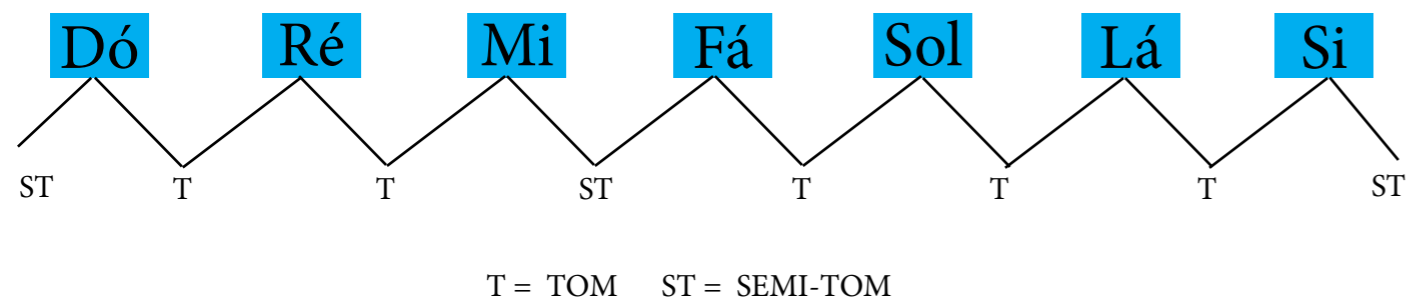 Dó Ré Mi Fá Sol Lá Si
ST T T ST T T T ST
T = TOM ST = SEMI-TOM